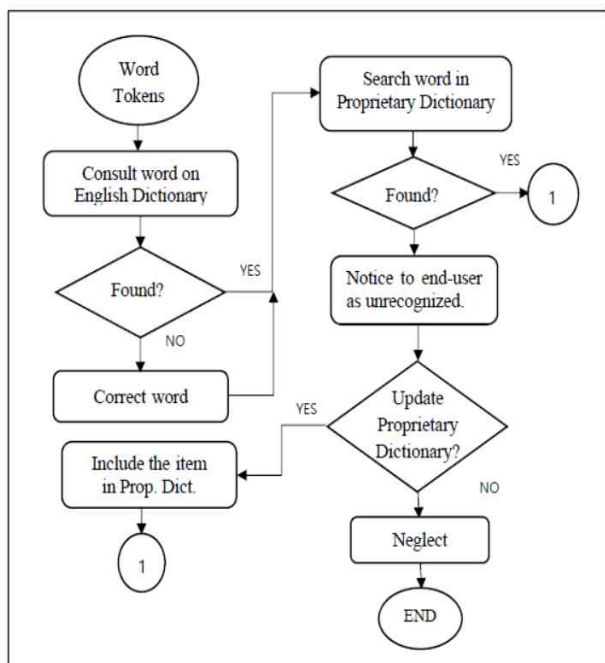 Word
Tokens
Consult word on
English Dictionary
Found?
YES
NO
Correct word
Search word in
Proprietary Dictionary
YES
Found?
1
Notice to end-user
as unrecognized.
Update
Proprietary
Dictionary?
YES
NO
Include the item
in Prop. Dict.
1
Neglect
END